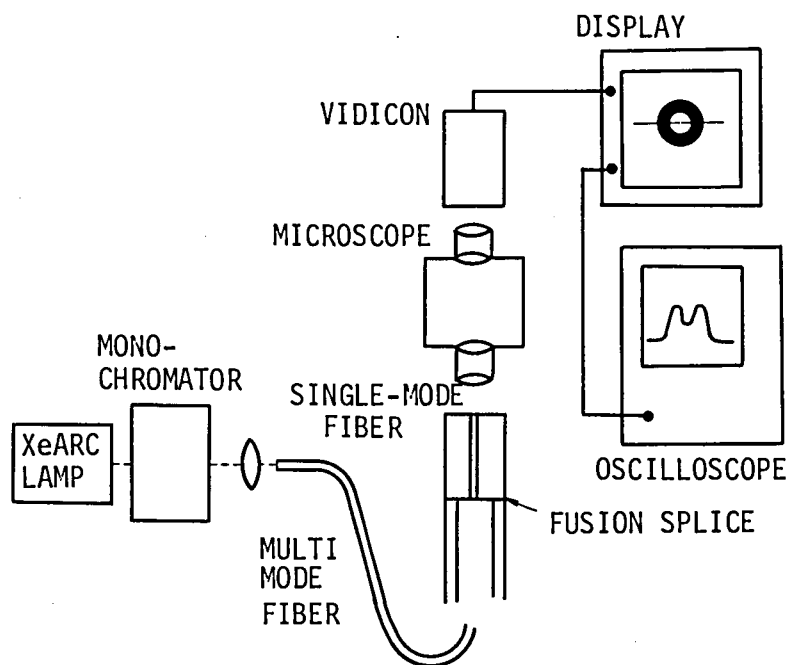 DISPLAY
VIDICON
MICROSCOPE
MONO-
CHROMATOR
SINGLE-MODE
FIBER
XeARC
LAMP
OSCILLOSCOPE
FUSION SPLICE
MULTI
MODE
FIBER